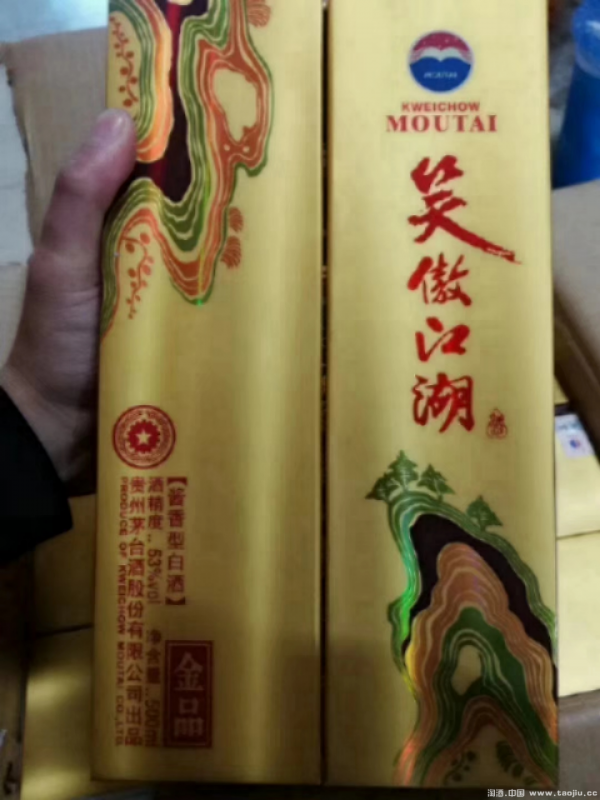 KWEICHOW
MOUTAI
笑傲江湖
【酱香型白酒】
酒精度:53%vol 净含量:500ml
贵州茅台酒股份有限公司出品
PRODUCE OF KWEICHOW MOUTAI CO.,LTD.
金品
淘酒.中国 www.taojiu.cc